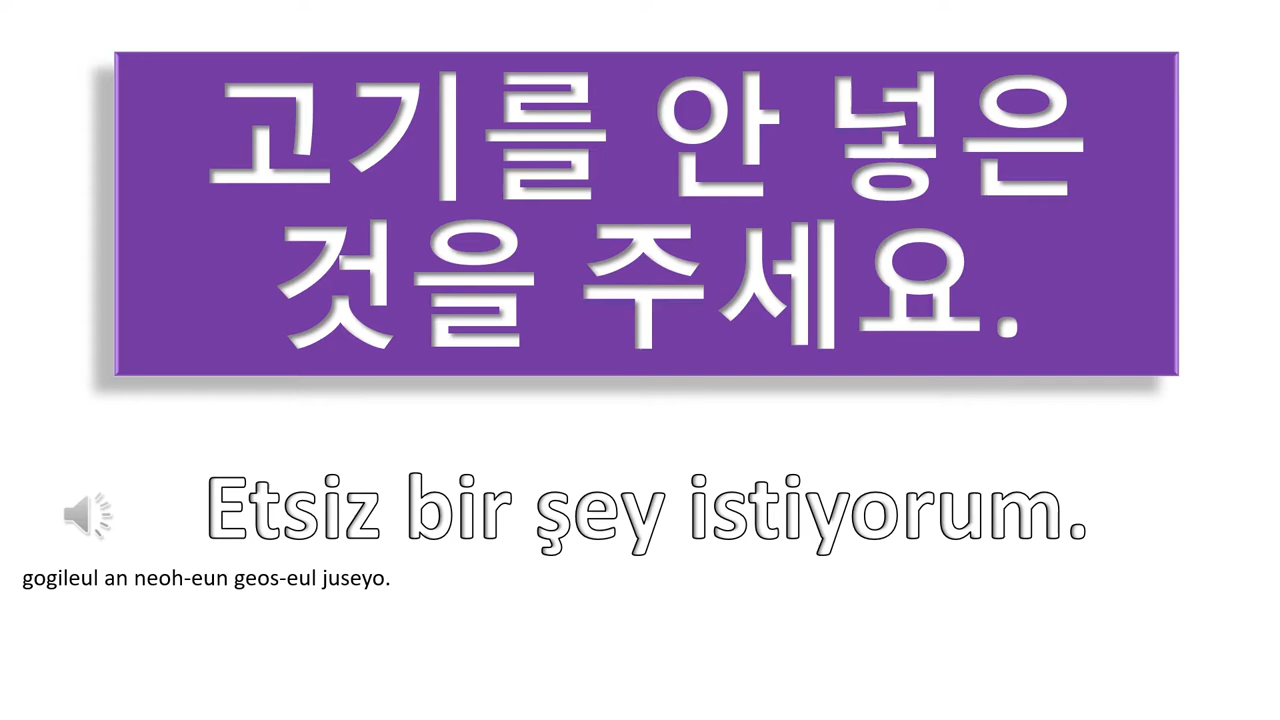 고기를 안 넣은
것을 주세요.
Etsiz bir şey istiyorum.
gogileul an neoh-eun geos-eul juseyo.